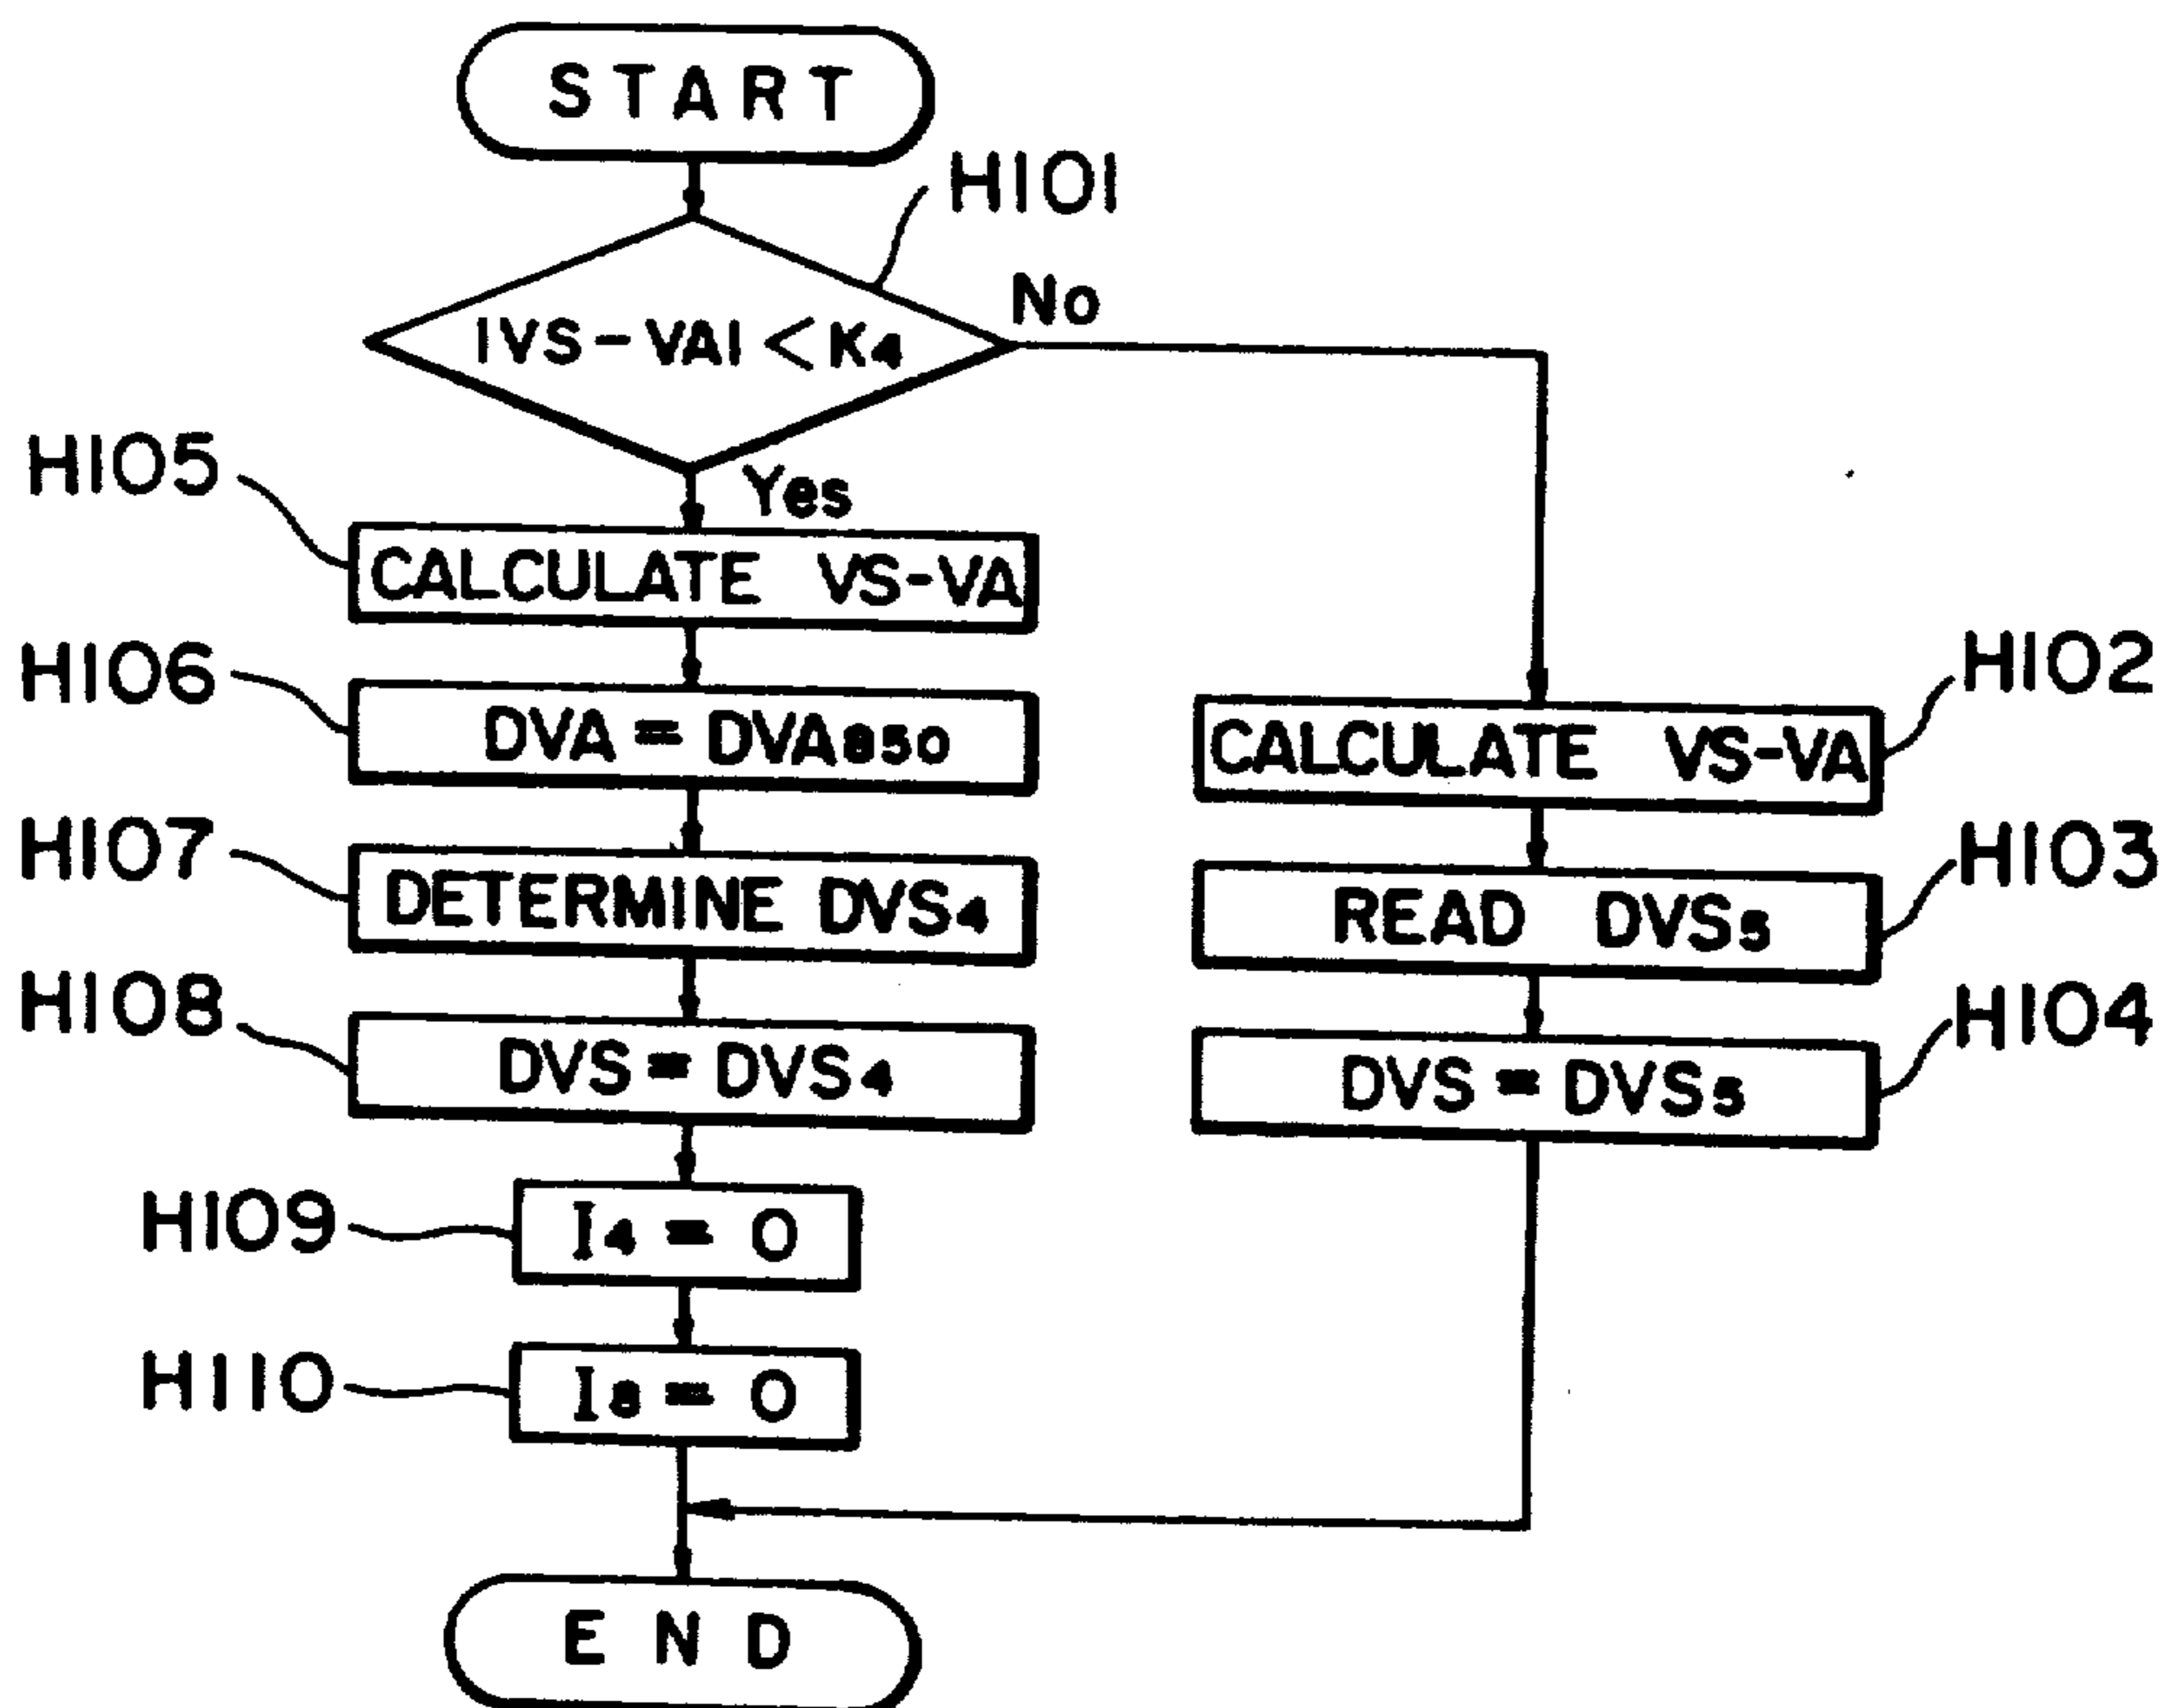 START
H101
|VS-VA|<K4
No
Yes
H105
CALCULATE VS-VA
H106
DVA = DVA850
H107
DETERMINE DVS4
H108
DVS = DVS4
H109
I4 = 0
H110
I8 = 0
H102
CALCULATE VS-VA
H103
READ DVS5
H104
DVS = DVS5
END